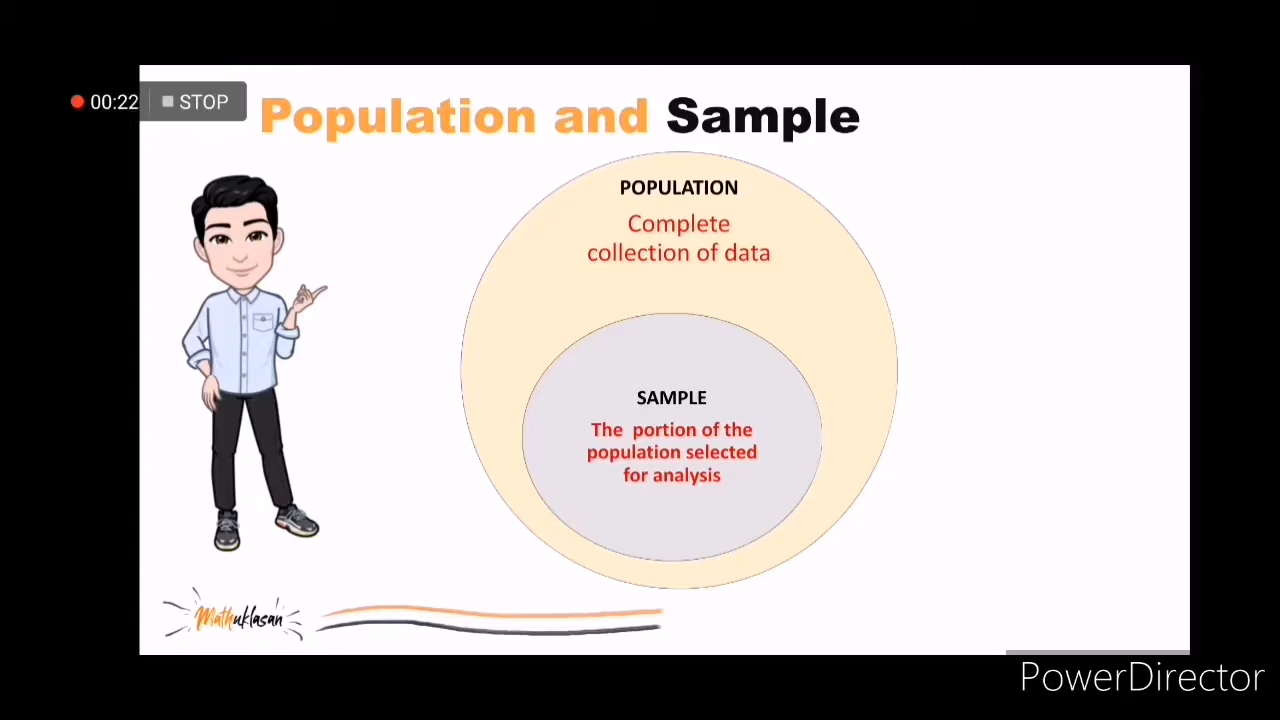 00:22 STOP
Population and Sample
POPULATION
Complete
collection of data
SAMPLE
The portion of the
population selected
for analysis
Mathuklasan
PowerDirector